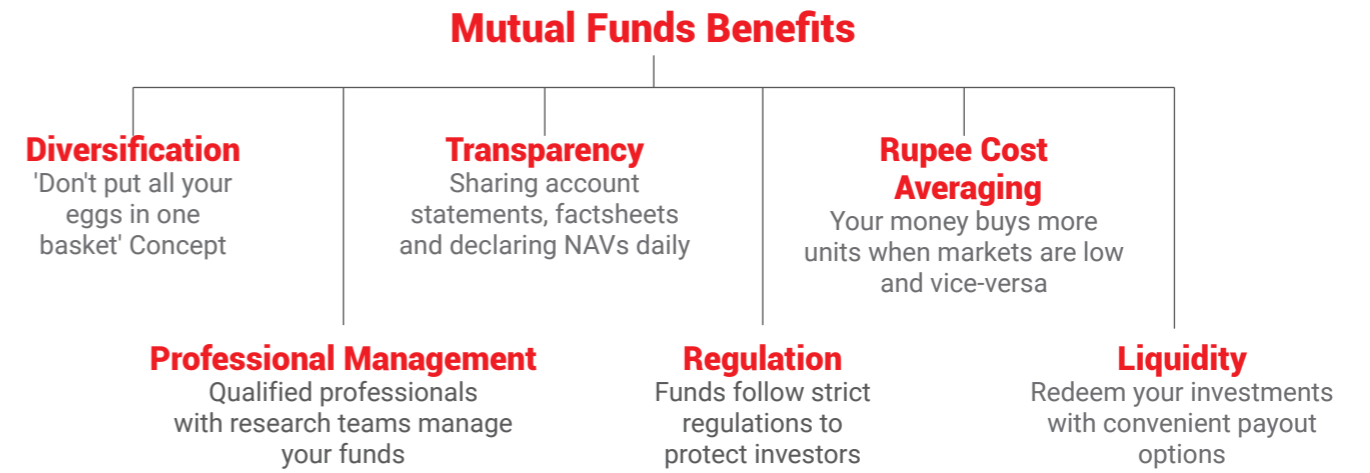 Mutual Funds Benefits
Diversification
'Don't put all your
eggs in one
basket' Concept
Transparency
Sharing account
statements, factsheets
and declaring NAVs daily
Rupee Cost
Averaging
Your money buys more
units when markets are low
and vice-versa
Professional Management
Qualified professionals
with research teams manage
your funds
Regulation
Funds follow strict
regulations to
protect investors
Liquidity
Redeem your investments
with convenient payout
options